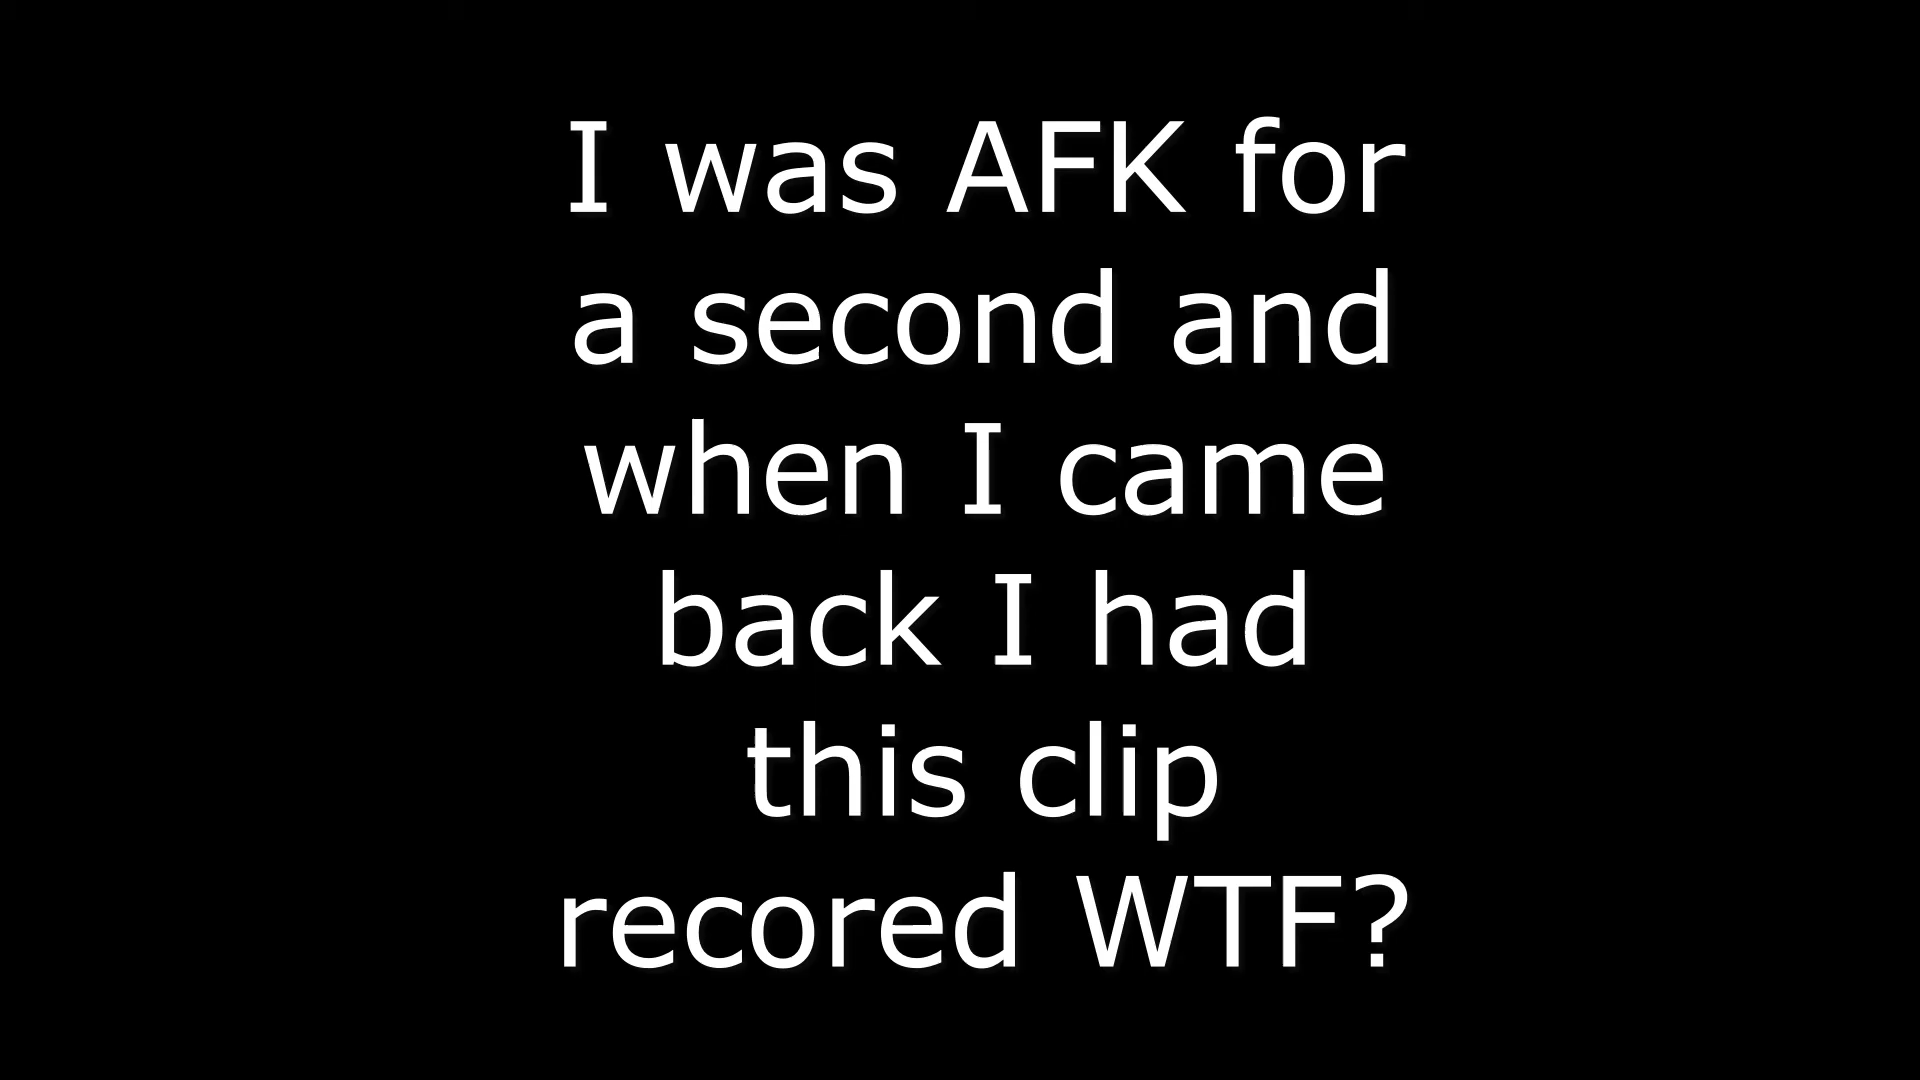 I was AFK for
a second and
when I came
back I had
this clip
recored WTF?